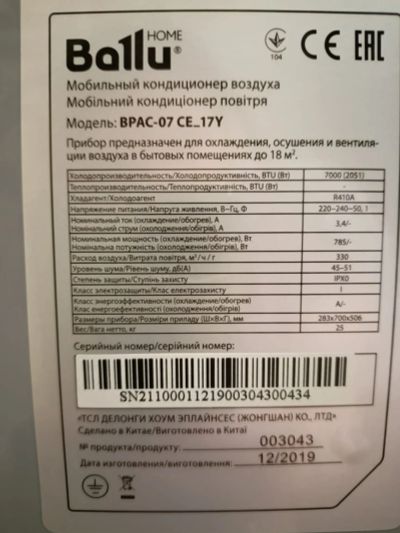 HOME
Ballu®
104
CE EAC
Мобильный кондиционер воздуха
Мобільний кондиціонер повітря
Модель: BPAC-07 CE_17Y
Прибор предназначен для охлаждения, осушения и вентиля-
ции воздуха в бытовых помещениях до 18 м².
Холодопроизводительность/Холодопродуктивність, BTU (Вт) 7000 (2051)
Теплопроизводительность/Теплопродуктивність, BTU (Вт) -
Хладагент/Холодоагент R410A
Напряжение питания/Напруга живлення, В~Гц, Ф 220-240~50, 1
Номинальный ток (охлаждение/обогрев), А 3,4/-
Номінальний струм (охолодження/обігрів), А
Номинальная мощность (охлаждение/обогрев), Вт 785/-
Номінальна потужність (охолодження/обігрів), Вт
Расход воздуха/Витрата повітря, м³/ч / г 330
Уровень шума/Рівень шуму, дБ(А) 45-51
Степень защиты/Ступінь захисту IPX0
Класс электрозащиты/Клас електрозахисту I
Класс энергоэффективности (охлаждение/обогрев) A/-
Клас енергоефективності (охолодження/обігрів)
Размеры прибора/Розміри приладу (Ш×В×Г), мм 283x700x506
Вес/Вага нетто, кг 25
Серийный номер/серійний номер:
SN2110001121900304300434
«ТСЛ ДЕЛОНГИ ХОУМ ЭПЛАЙНСЕС (ЖОНГШАН) КО., ЛТД»
Сделано в Китае/Виготовлено в Китаї
№ продукта/продукту: 003043
Дата изготовления/виготовлення: 12/2019